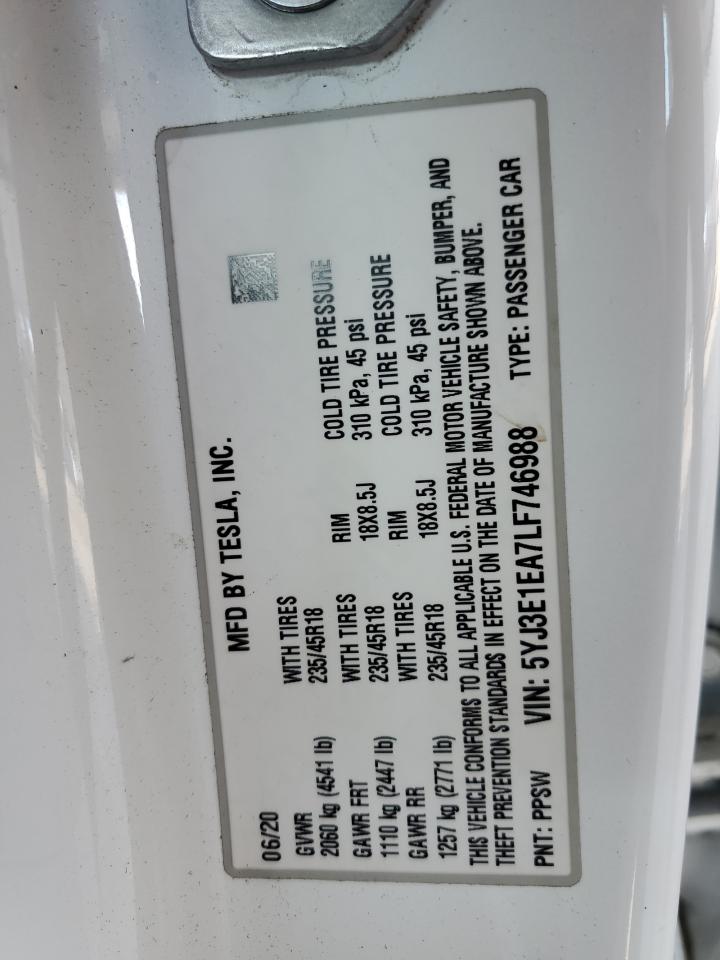 MFD BY TESLA, INC.
06/20
GVWR WITH TIRES
2060 kg (4541 lb) 235/45R18 RIM COLD TIRE PRESSURE
GAWR FRT WITH TIRES 18X8.5J 310 kPa, 45 psi
1110 kg (2447 lb) 235/45R18 RIM COLD TIRE PRESSURE
GAWR RR WITH TIRES 18X8.5J 310 kPa, 45 psi
1257 kg (2771 lb) 235/45R18
THIS VEHICLE CONFORMS TO ALL APPLICABLE U.S. FEDERAL MOTOR VEHICLE SAFETY, BUMPER, AND
THEFT PREVENTION STANDARDS IN EFFECT ON THE DATE OF MANUFACTURE SHOWN ABOVE.
PNT: PPSW VIN: 5YJ3E1EA7LF746988 TYPE: PASSENGER CAR